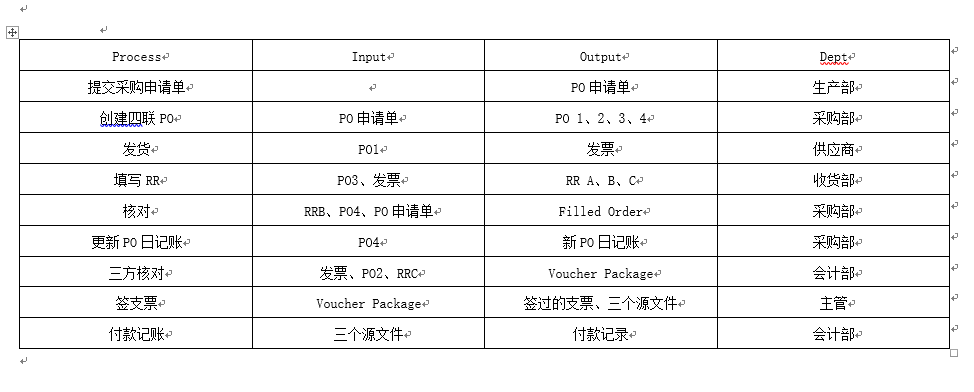 Process Input Output Dept
提交采购申请单 PO 申请单 生产部
创建四联 PO PO 申请单 PO 1、2、3、4 采购部
发货 PO1 发票 供应商
填写 RR PO3、发票 RR A、B、C 收货部
核对 RRB、PO4、PO 申请单 Filled Order 采购部
更新 PO 日记账 PO4 新 PO 日记账 采购部
三方核对 发票、PO2、RRC Voucher Package 会计部
签支票 Voucher Package 签过的支票、三个源文件 主管
付款记账 三个源文件 付款记录 会计部